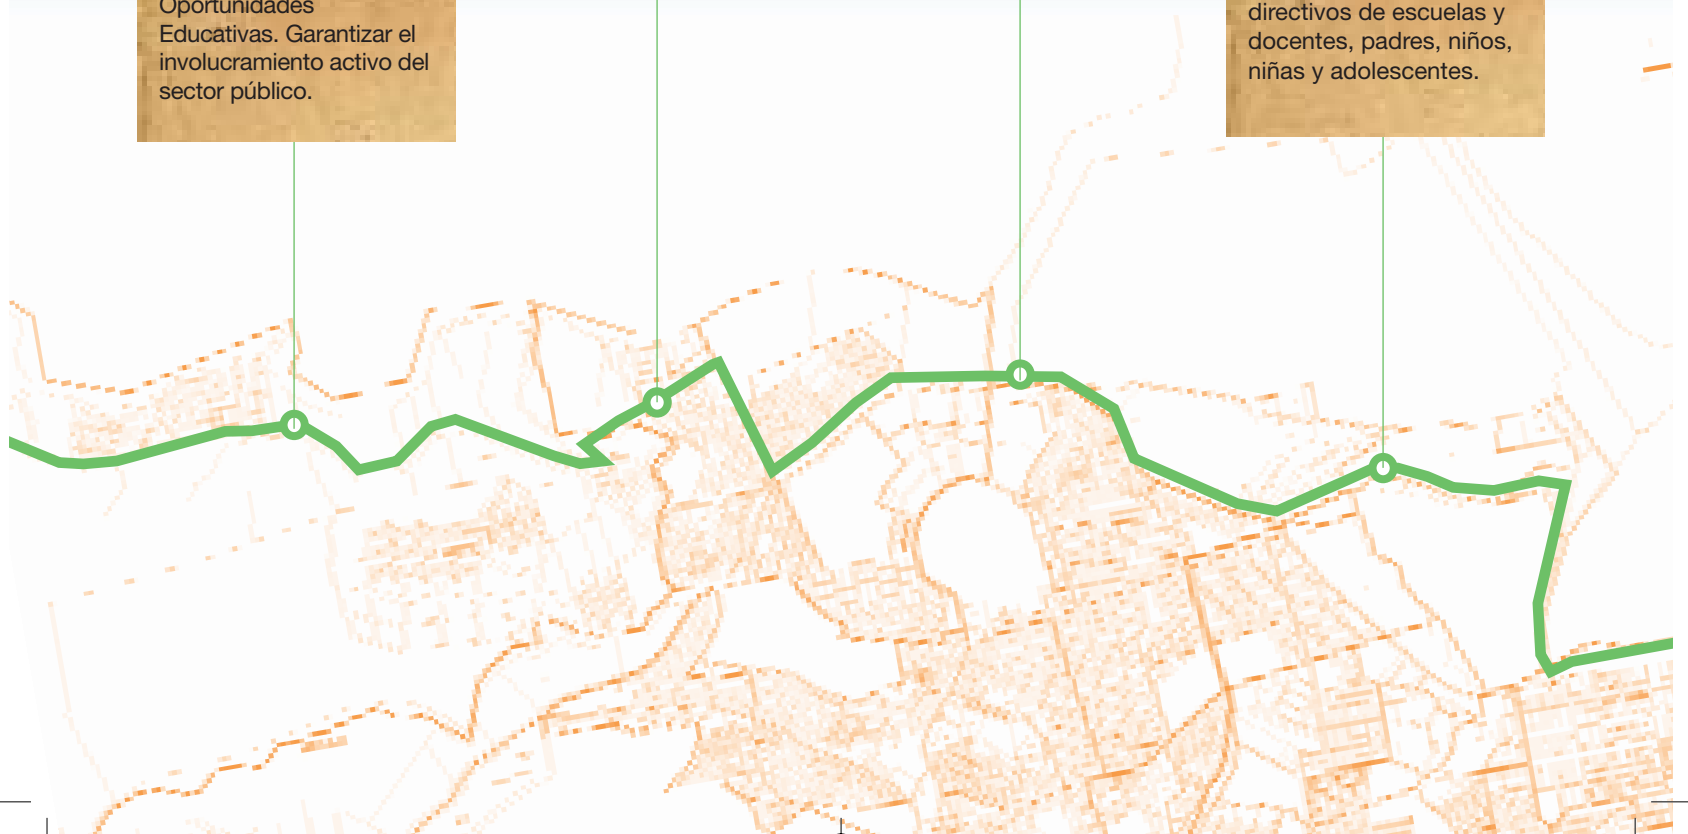 Oportunidades
Educativas. Garantizar el
involucramiento activo del
sector público.
directivos de escuelas y
docentes, padres, niños,
niñas y adolescentes.